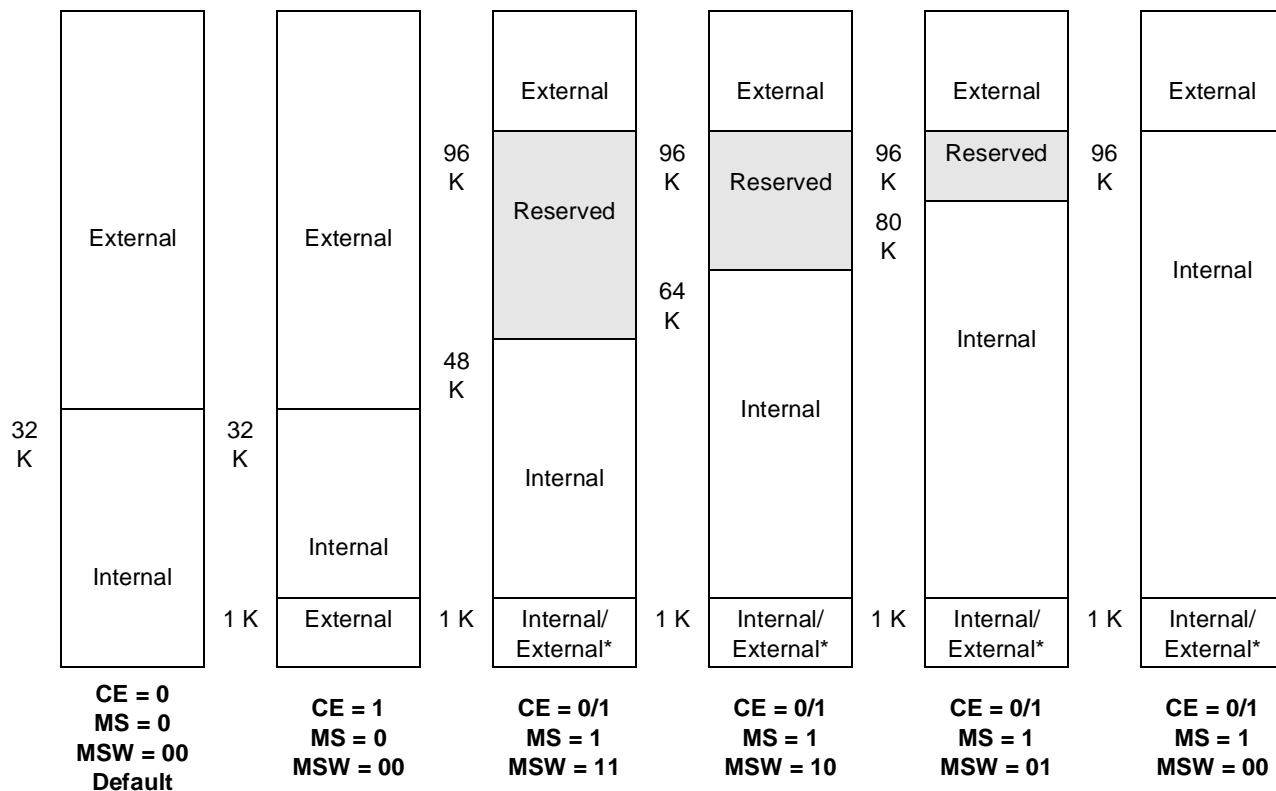 External
External
External
External
96
K
Reserved
96
K
Reserved
96
K
Reserved
96
K
External
External
80
K
Internal
64
K
Internal
48
K
Internal
32
K
32
K
Internal
Internal
Internal
1 K
External
1 K
Internal/
External*
1 K
Internal/
External*
1 K
Internal/
External*
1 K
Internal/
External*
CE = 0
MS = 0
MSW = 00
Default
CE = 1
MS = 0
MSW = 00
CE = 0/1
MS = 1
MSW = 11
CE = 0/1
MS = 1
MSW = 10
CE = 0/1
MS = 1
MSW = 01
CE = 0/1
MS = 1
MSW = 00